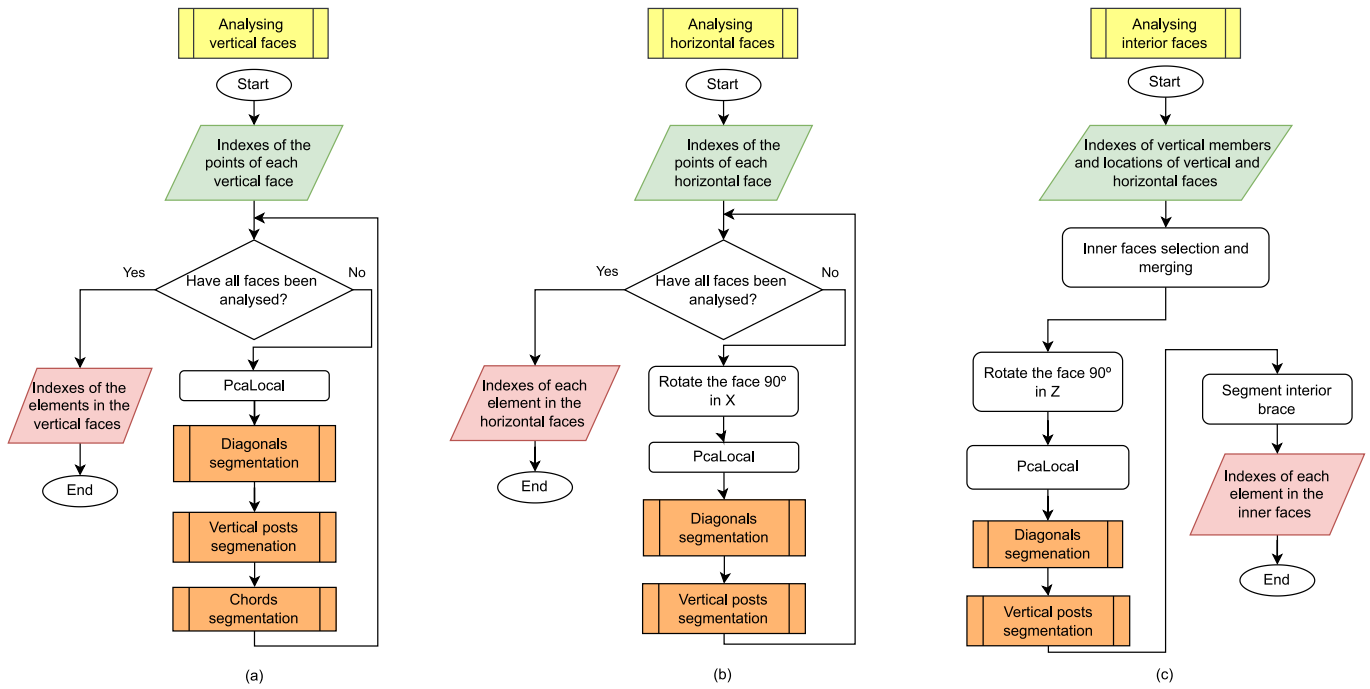 Analysing
vertical faces
Start
Indexes of the
points of each
vertical face
Yes
No
Have all faces been
analysed?
PcaLocal
Indexes of the
elements in the
vertical faces
Diagonals
segmentation
End
Vertical posts
segmenation
Chords
segmentation
(a)
Analysing
horizontal faces
Start
Indexes of the
points of each
horizontal face
Yes
No
Have all faces been
analysed?
Rotate the face 90º
in X
Indexes of each
element in the
horizontal faces
PcaLocal
End
Diagonals
segmentation
Vertical posts
segmentation
(b)
Analysing
interior faces
Start
Indexes of vertical members
and locations of vertical and
horizontal faces
Inner faces selection and
merging
Rotate the face 90º
in Z
PcaLocal
Diagonals
segmenation
Vertical posts
segmentation
Segment interior
brace
Indexes of each
element in the
inner faces
End
(c)